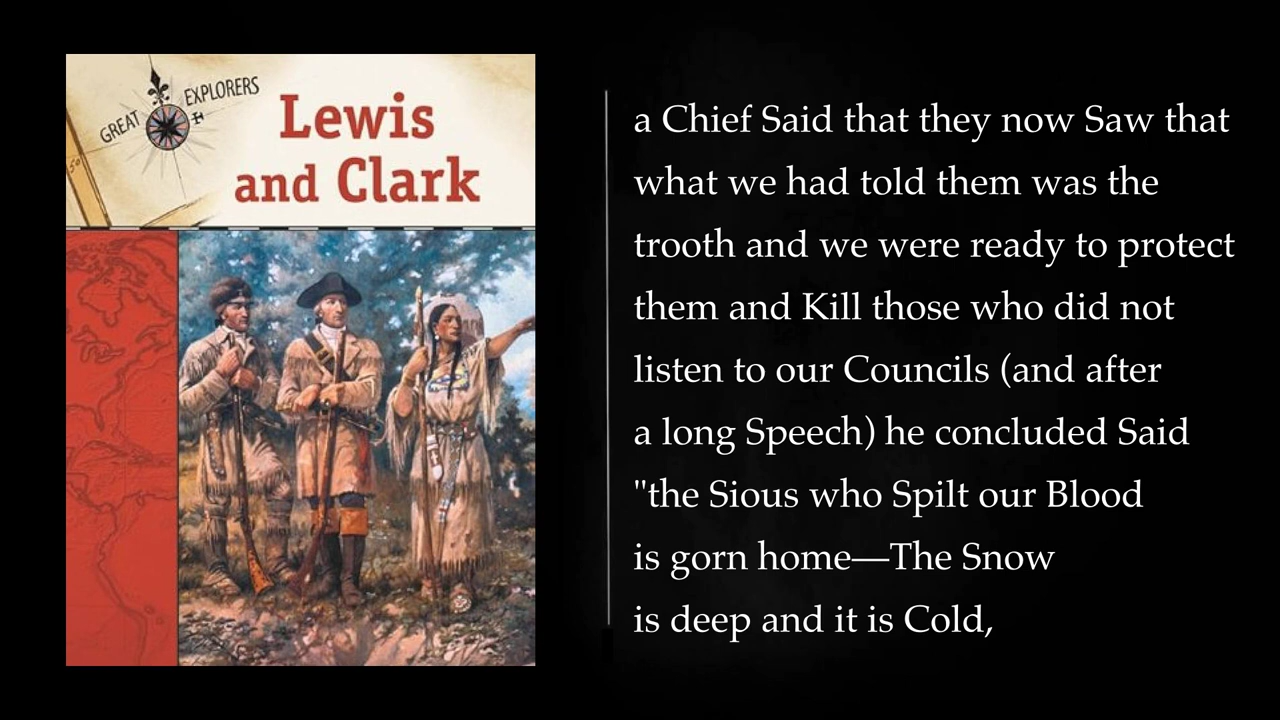 GREAT EXPLORERS
Lewis
and Clark
50
a Chief Said that they now Saw that
what we had told them was the
trooth and we were ready to protect
them and Kill those who did not
listen to our Councils (and after
a long Speech) he concluded Said
"the Sious who Spilt our Blood
is gorn home—The Snow
is deep and it is Cold,